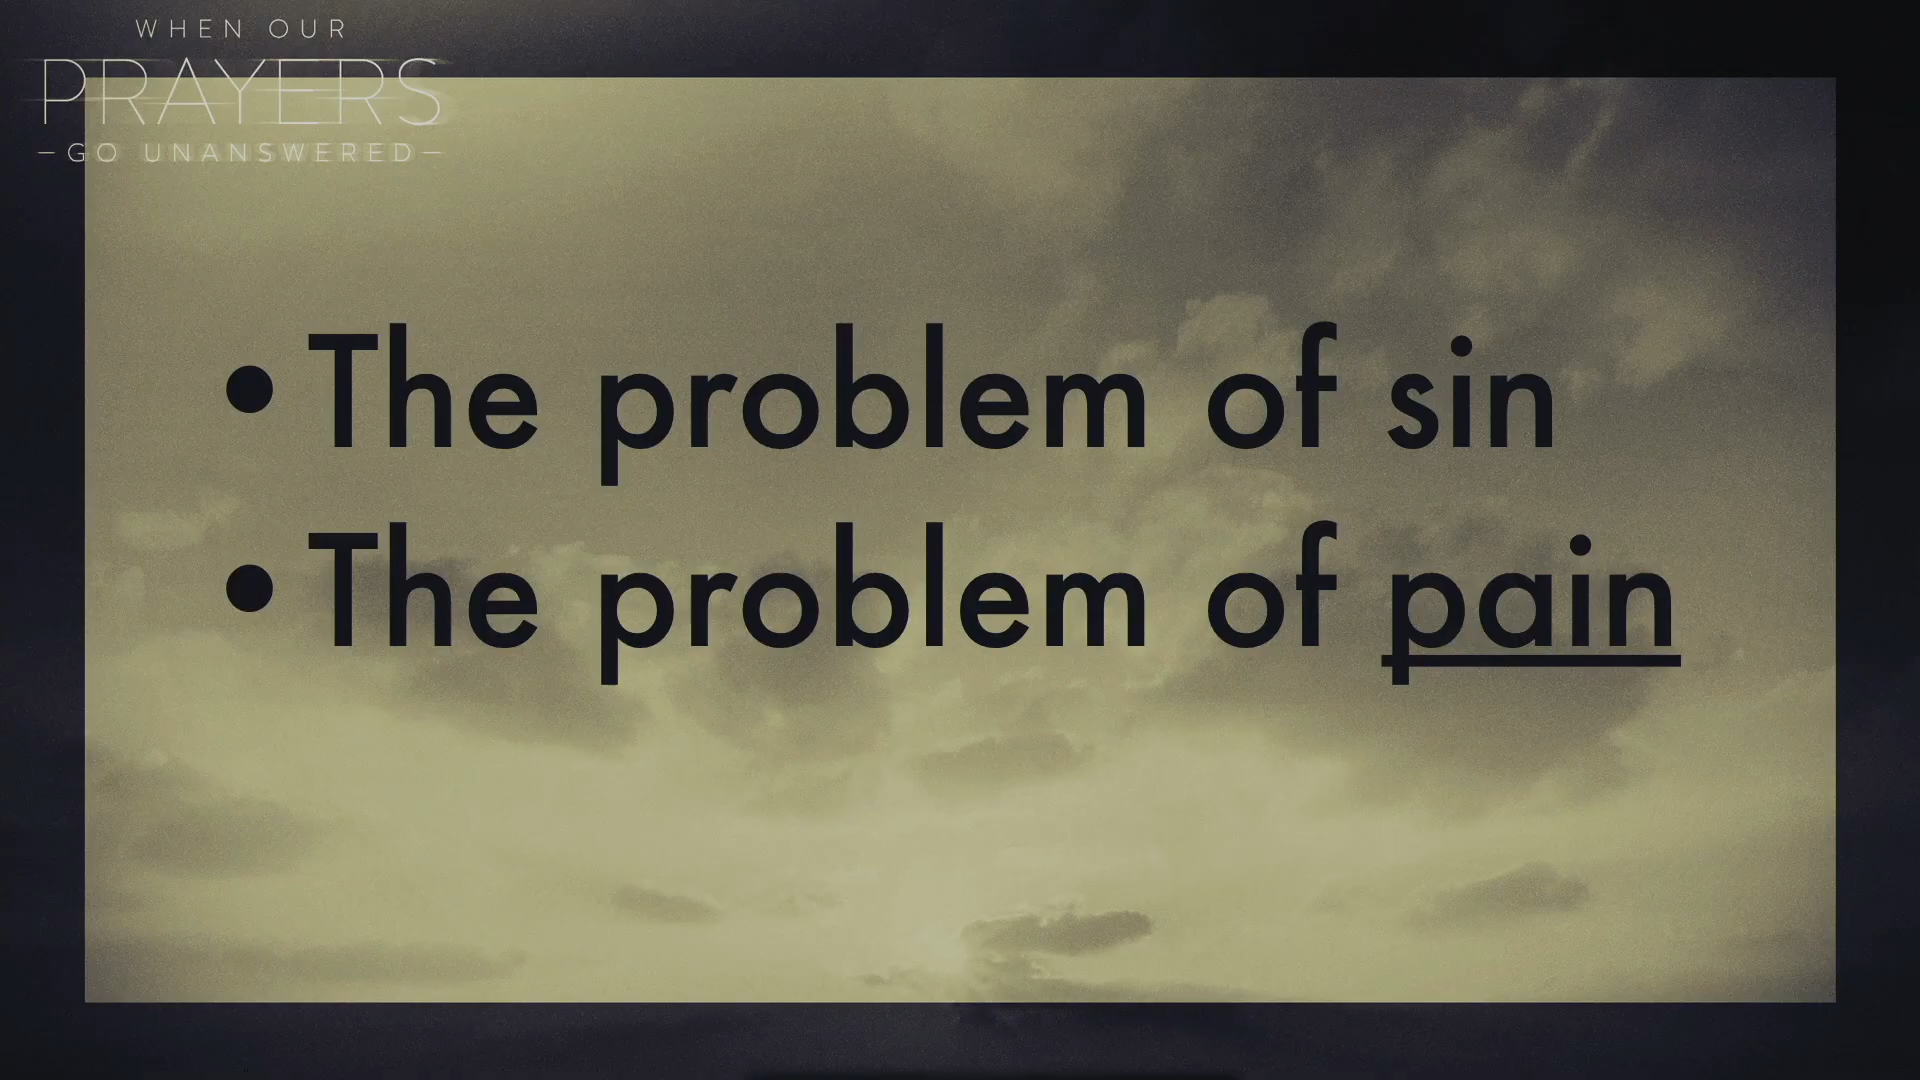 WHEN OUR
PRAYERS
- GO UNANSWERED -
• The problem of sin
• The problem of pain